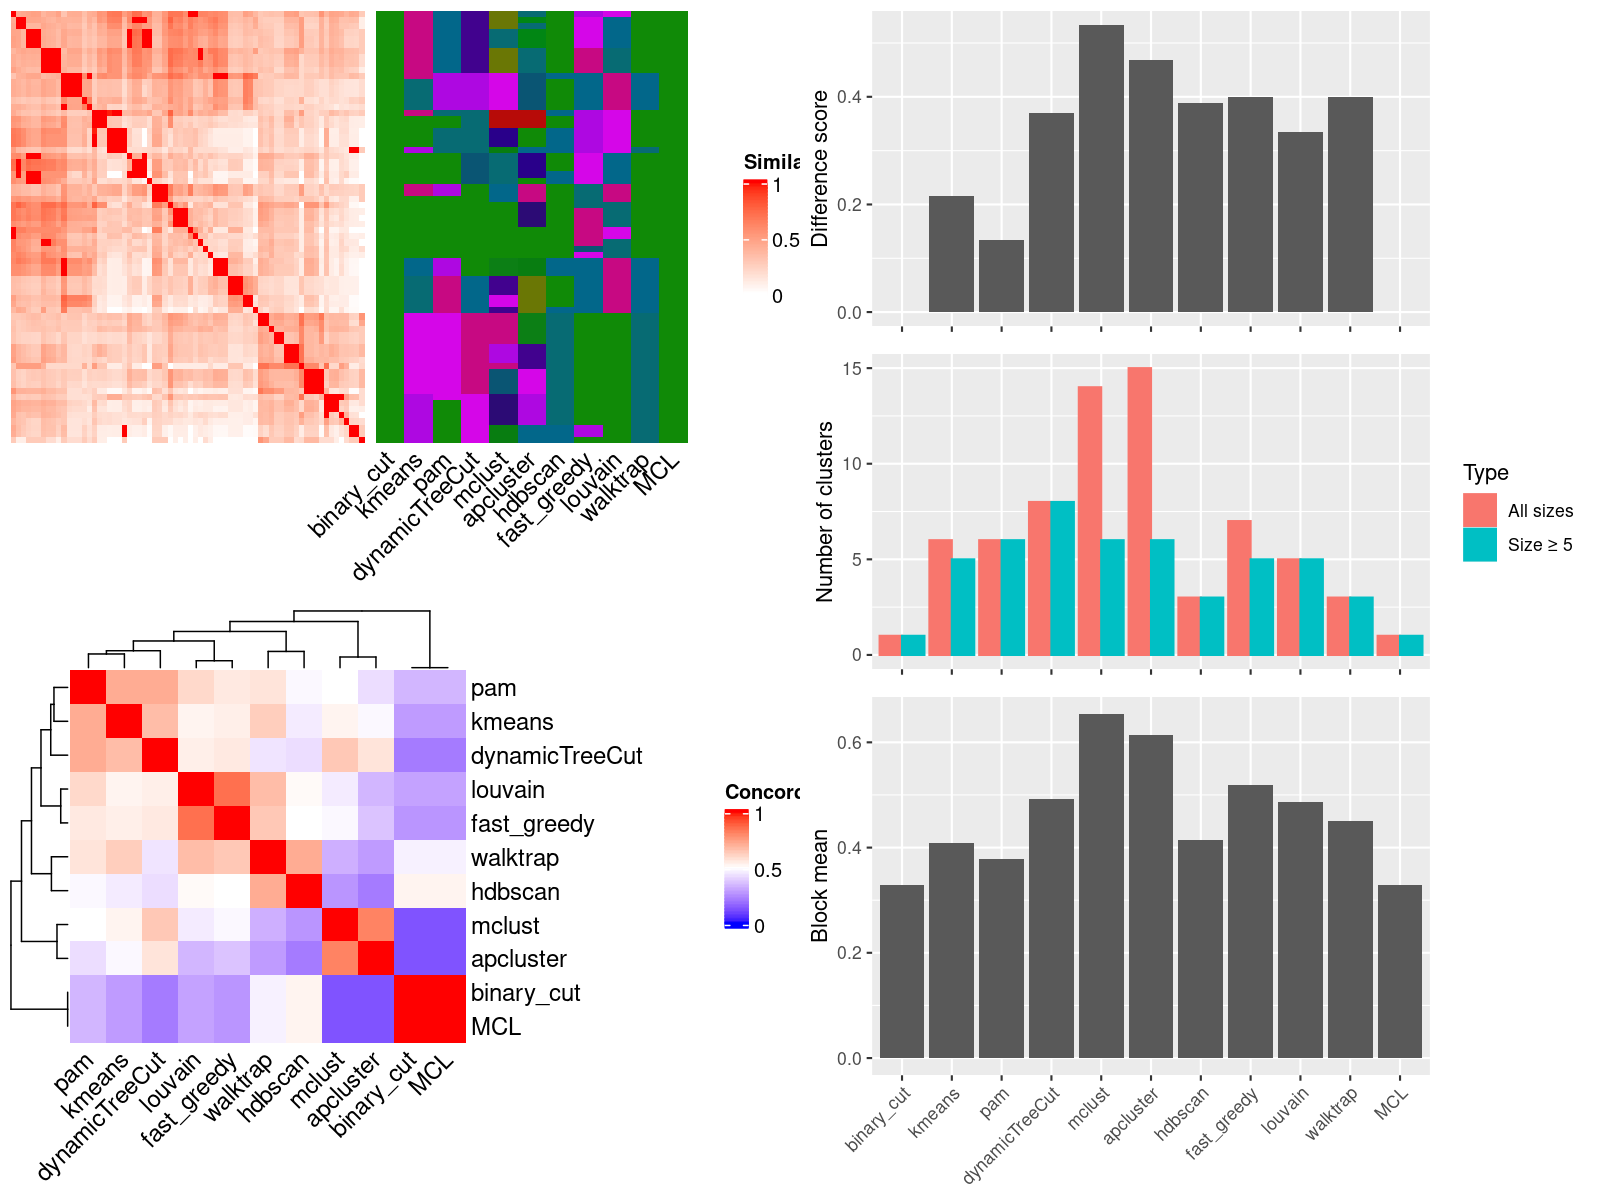 Simila
1
0.5
0
binary_cut
kmeans
pam
dynamicTreeCut
mclust
apcluster
hdbscan
fast_greedy
louvain
walktrap
MCL
pam
kmeans
dynamicTreeCut
louvain
fast_greedy
walktrap
hdbscan
mclust
apcluster
binary_cut
MCL
pam
kmeans
dynamicTreeCut
louvain
fast_greedy
walktrap
hdbscan
mclust
apcluster
binary_cut
MCL
Concord
1
0.5
0
Difference score
0.4
0.2
0.0
Number of clusters
15
10
5
0
Type
All sizes
Size ≥ 5
Block mean
0.6
0.4
0.2
0.0
binary_cut
kmeans
pam
dynamicTreeCut
mclust
apcluster
hdbscan
fast_greedy
louvain
walktrap
MCL